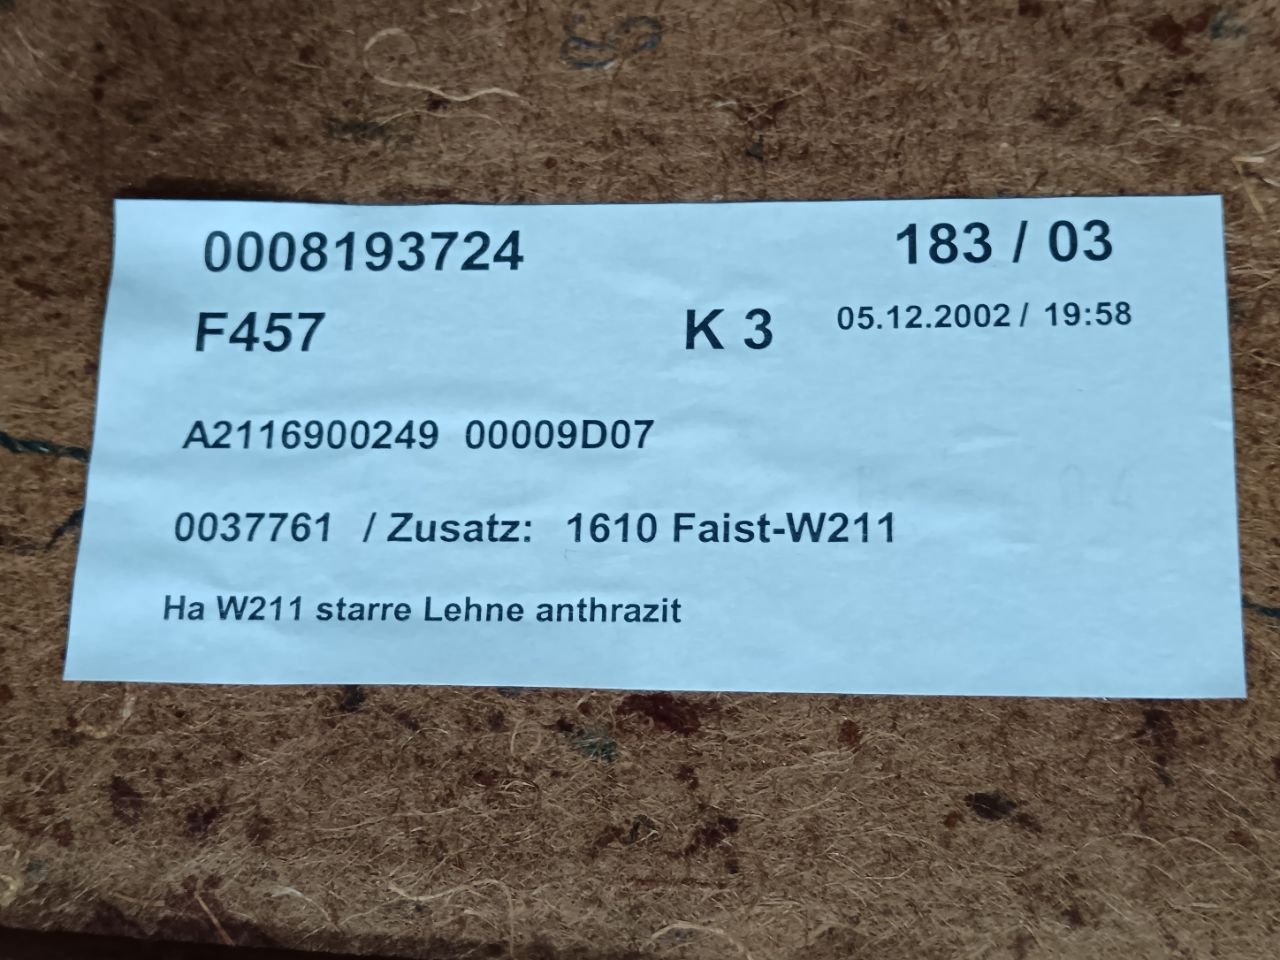 0008193724 183 / 03
F457 K 3 05.12.2002 / 19:58
A2116900249 00009D07
0037761 / Zusatz: 1610 Faist-W211
Ha W211 starre Lehne anthrazit